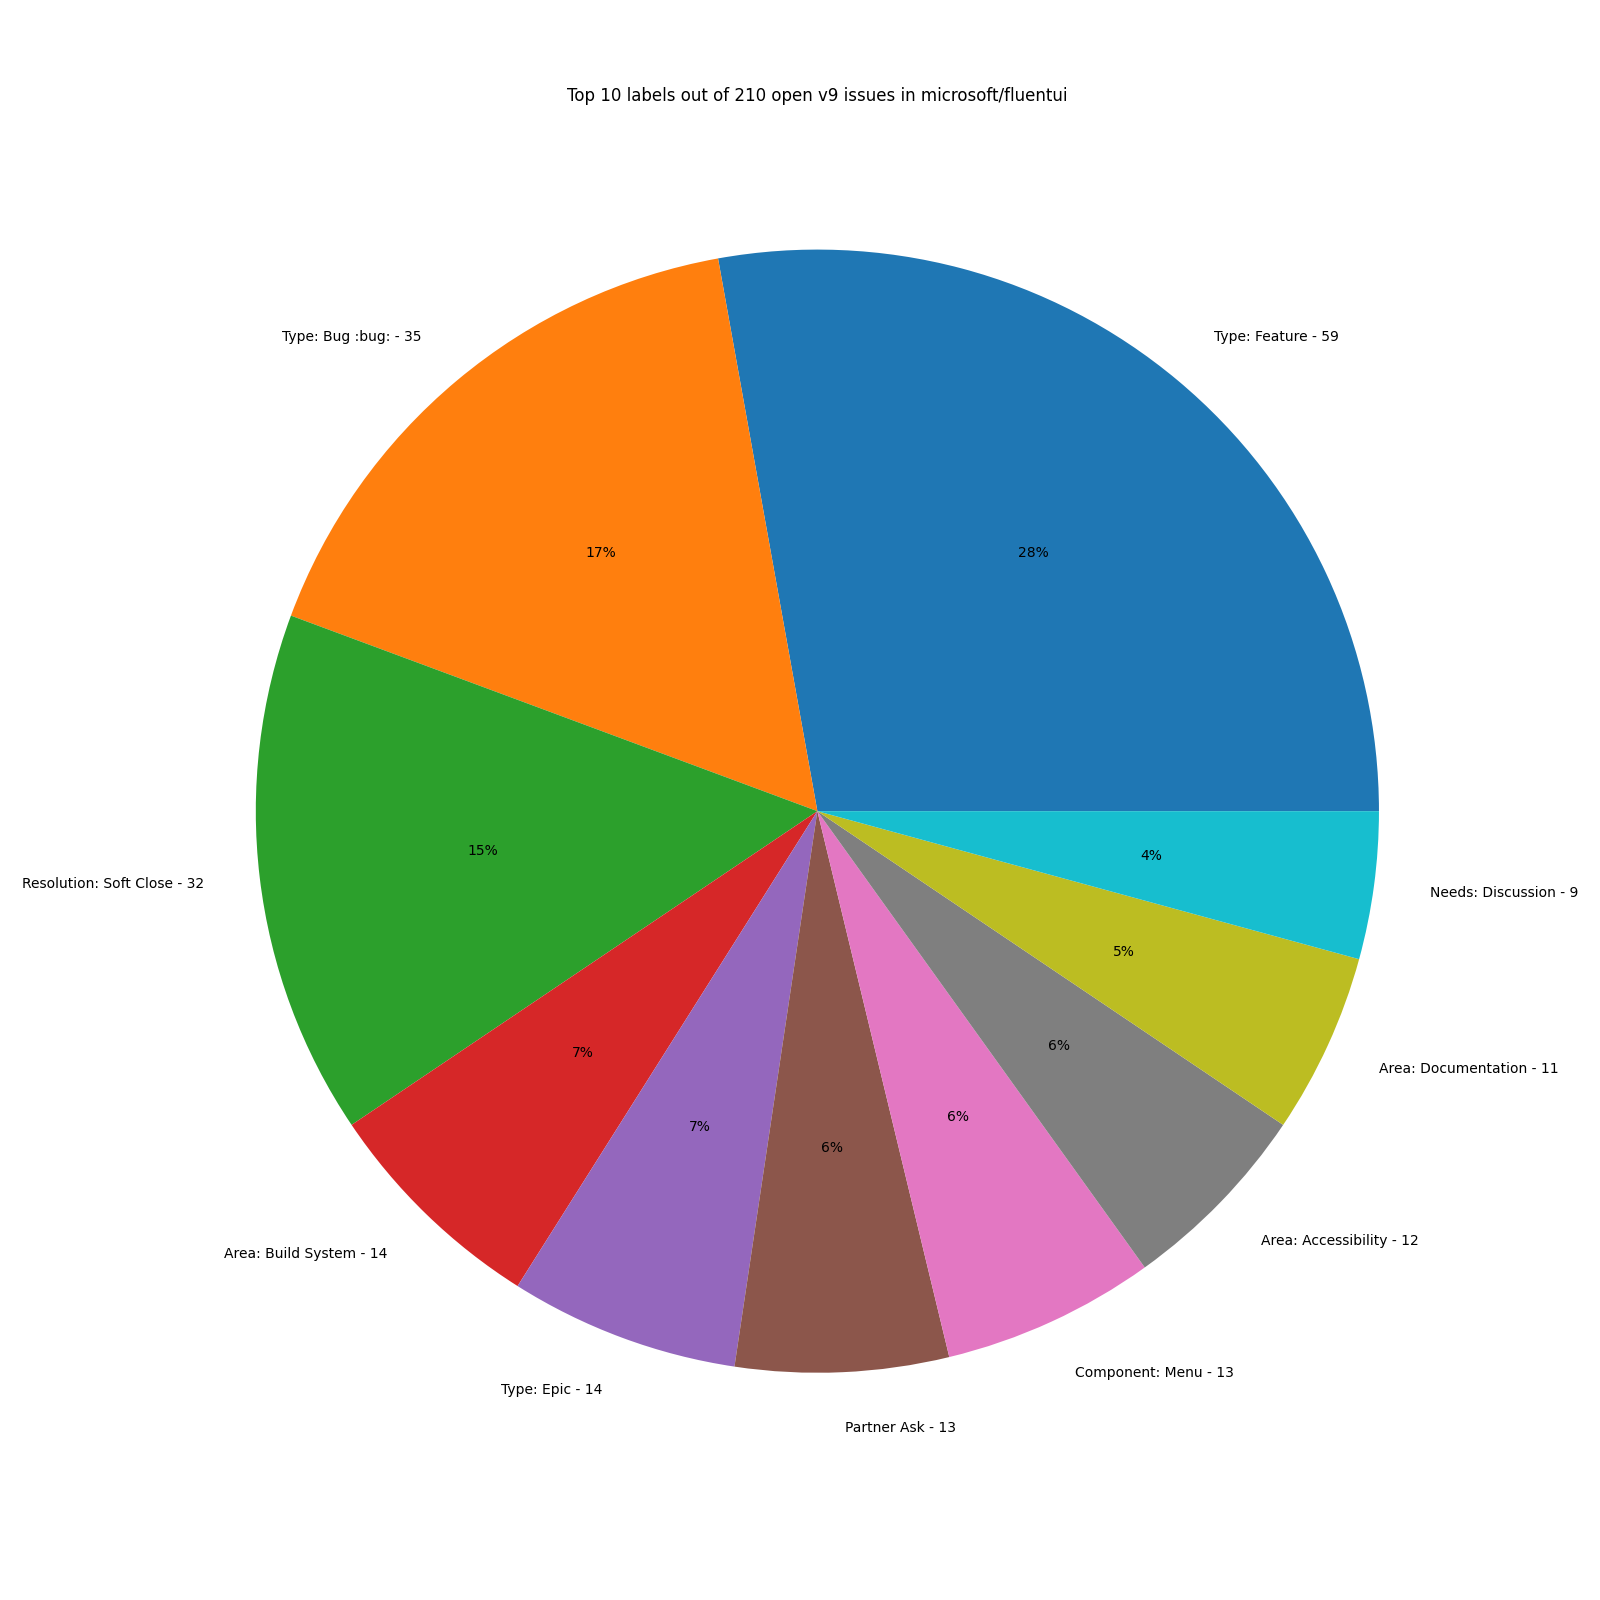 Top 10 labels out of 210 open v9 issues in microsoft/fluentui
Type: Feature - 59
28%
Type: Bug :bug: - 35
17%
Resolution: Soft Close - 32
15%
Area: Build System - 14
7%
Type: Epic - 14
7%
Partner Ask - 13
6%
Component: Menu - 13
6%
Area: Accessibility - 12
6%
Area: Documentation - 11
5%
Needs: Discussion - 9
4%